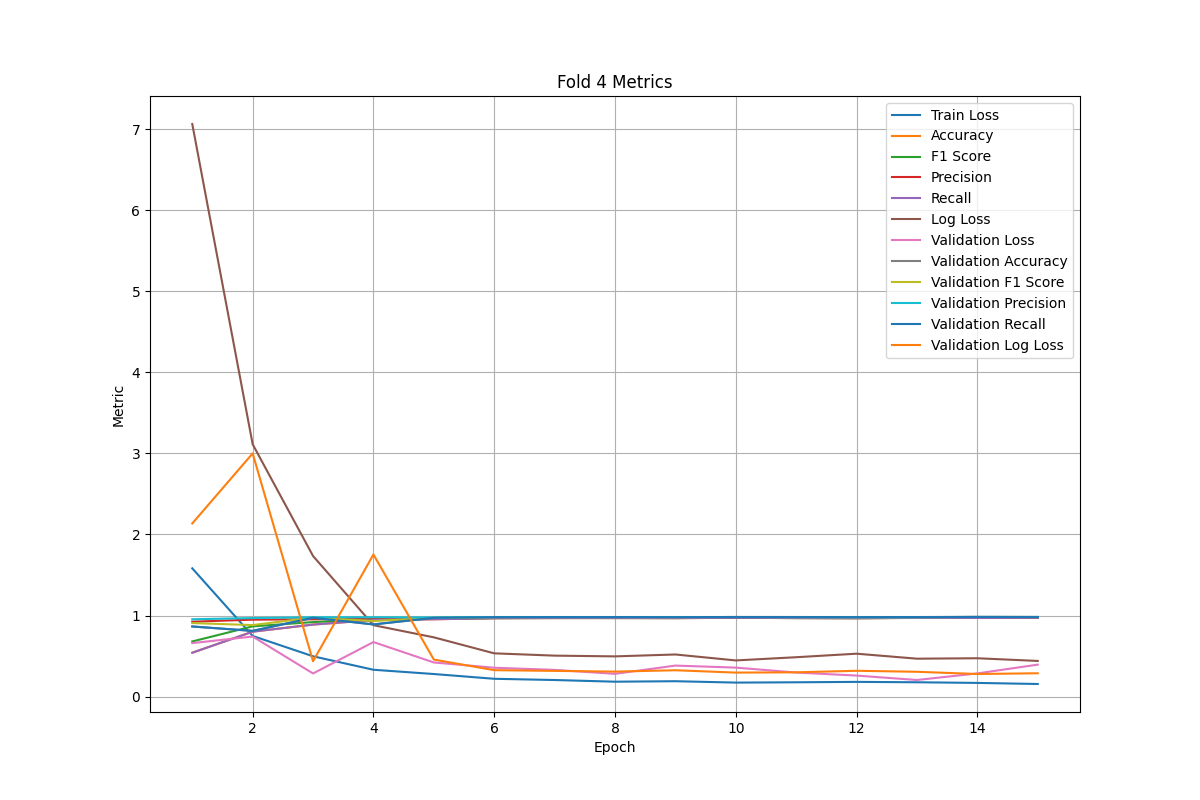 Fold 4 Metrics
7
6
5
4
3
2
1
0
Metric
2
4
6
8
10
12
14
Epoch
Train Loss
Accuracy
F1 Score
Precision
Recall
Log Loss
Validation Loss
Validation Accuracy
Validation F1 Score
Validation Precision
Validation Recall
Validation Log Loss